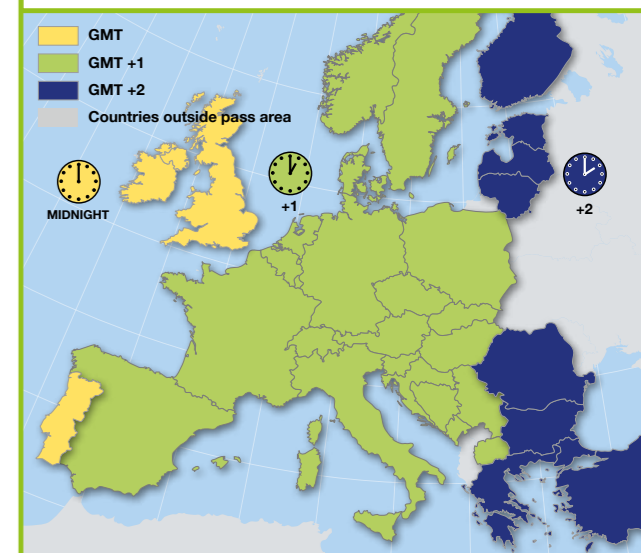 GMT
GMT +1
GMT +2
Countries outside pass area
MIDNIGHT
+1
+2